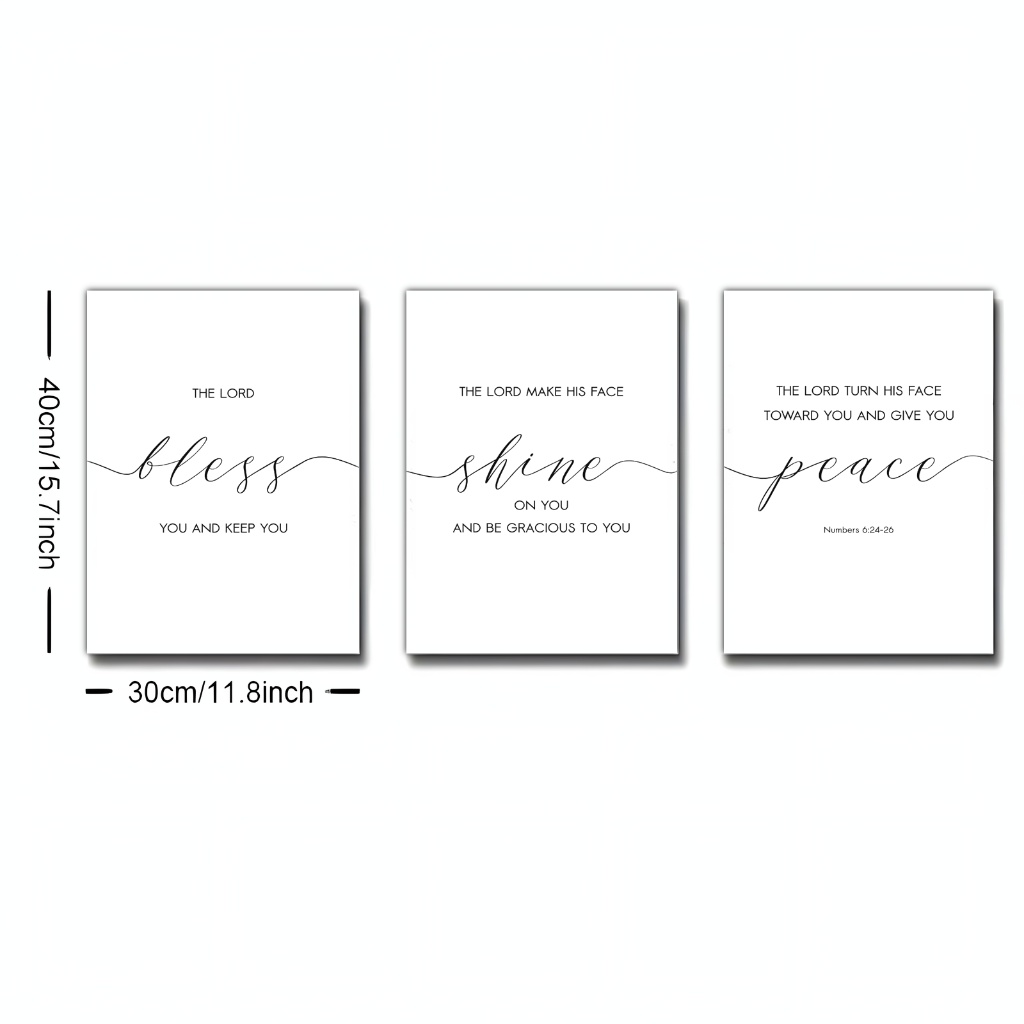 THE LORD
bless
YOU AND KEEP YOU
THE LORD MAKE HIS FACE
shine
ON YOU
AND BE GRACIOUS TO YOU
THE LORD TURN HIS FACE
TOWARD YOU AND GIVE YOU
peace
Numbers 6:24-26
40cm/15.7inch
30cm/11.8inch